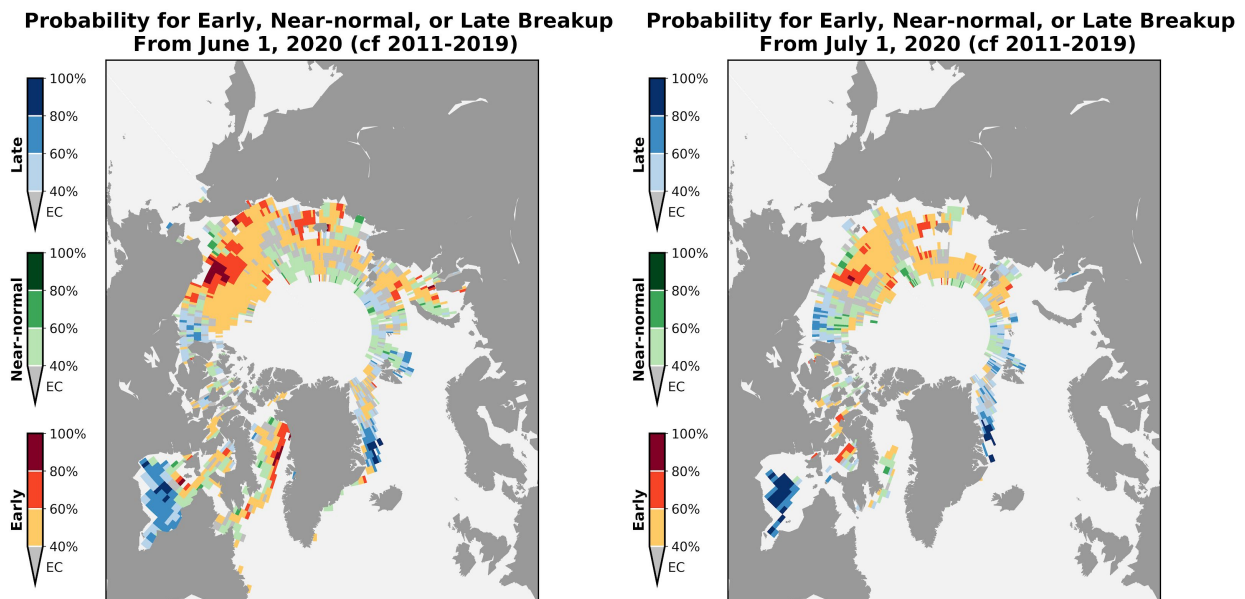 Probability for Early, Near-normal, or Late Breakup
From June 1, 2020 (cf 2011-2019)
100%
80%
60%
40%
EC
Late
100%
80%
60%
40%
EC
Near-normal
100%
80%
60%
40%
EC
Early
Probability for Early, Near-normal, or Late Breakup
From July 1, 2020 (cf 2011-2019)
100%
80%
60%
40%
EC
Late
100%
80%
60%
40%
EC
Near-normal
100%
80%
60%
40%
EC
Early